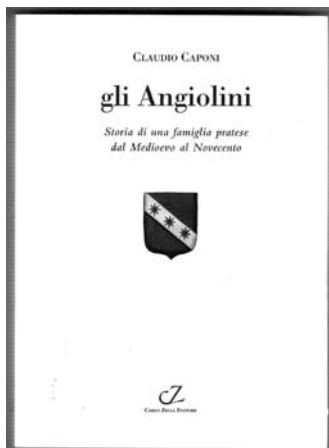 CLAUDIO CAPONI
gli Angiolini
Storia di una famiglia pratese
dal Medioevo al Novecento
CZ
CARLO ZELLA EDITORE